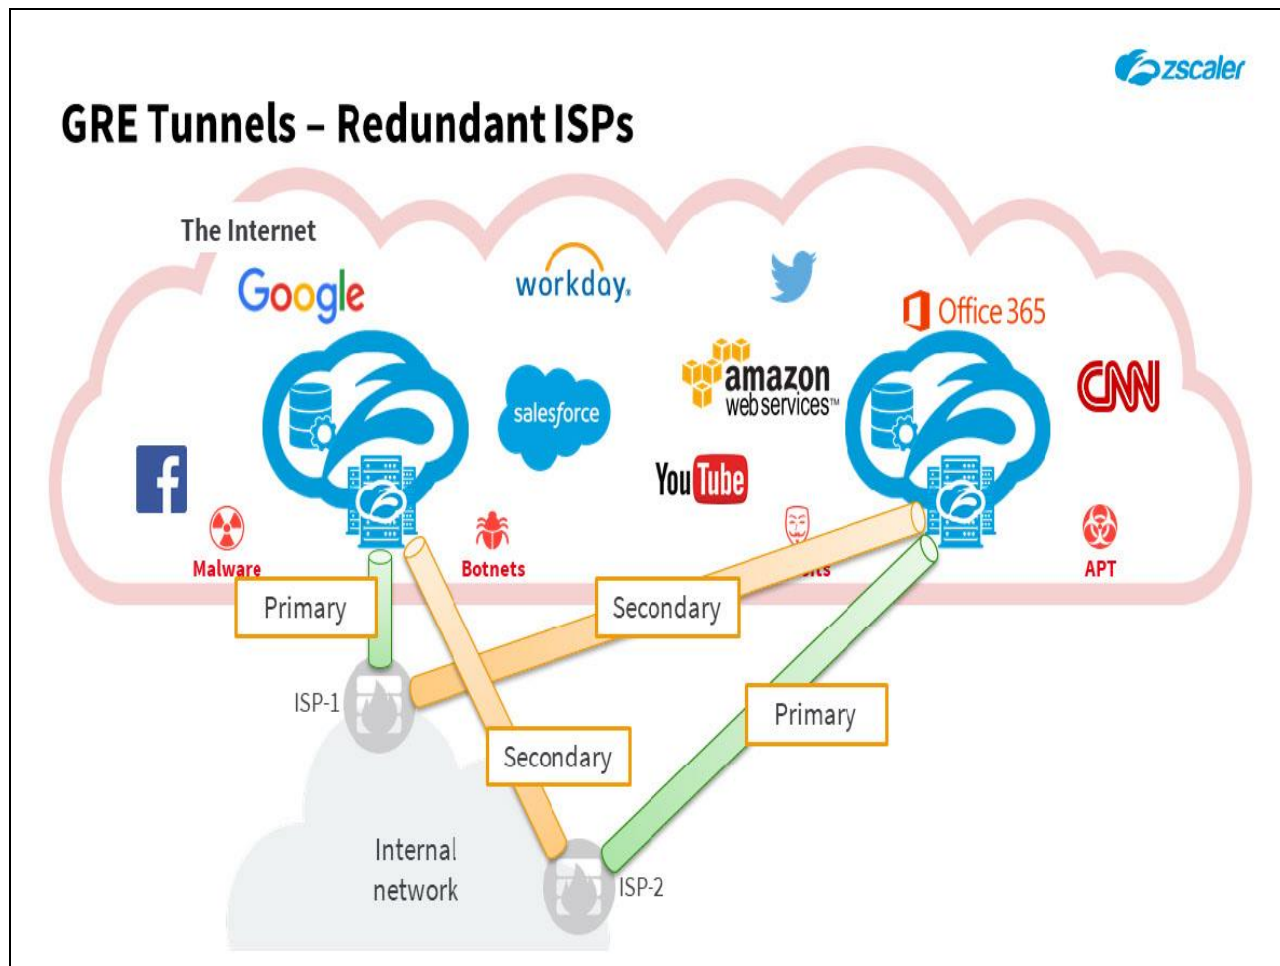 zscaler
GRE Tunnels – Redundant ISPs
The Internet
Google
workday.
Office 365
amazon
web services™
CNN
salesforce
You Tube
f
Malware
Botnets
APT
Primary
Secondary
ISP-1
Primary
Secondary
Internal
network
ISP-2